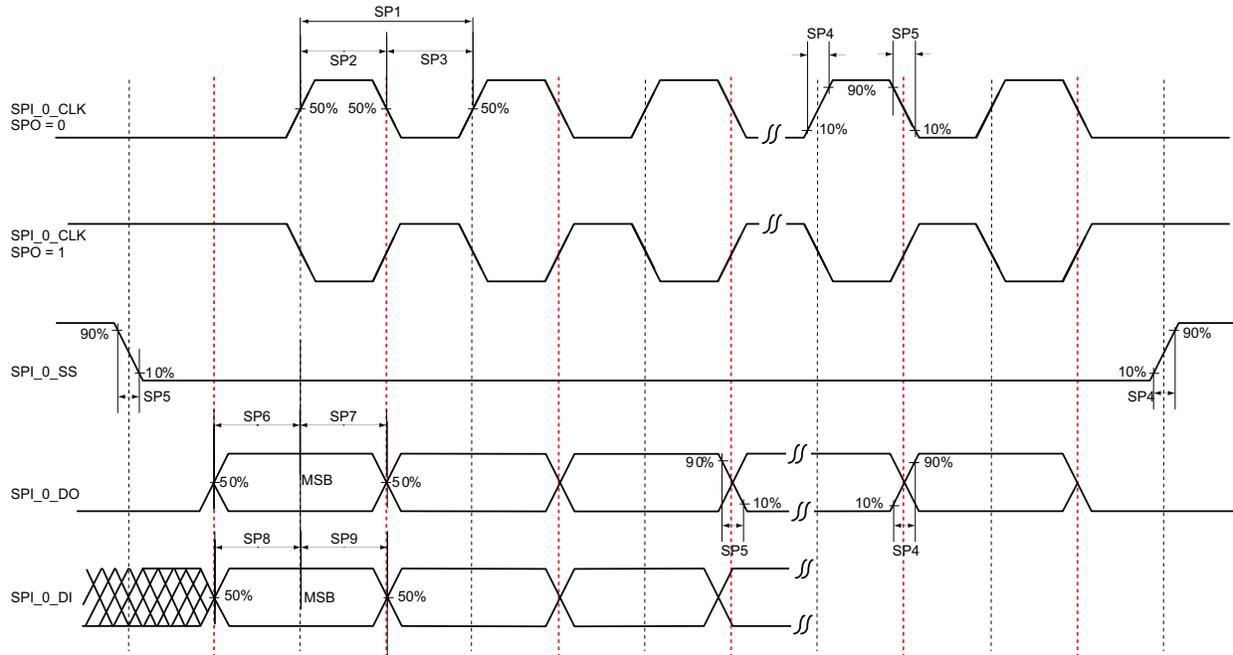 SP1
SP2 SP3
SP4 SP5
SPI_0_CLK
SPO = 0
50% 50% 50% 90%
10% 10%
SPI_0_CLK
SPO = 1
90% 90%
SPI_0_SS 10% 10%
SP5 SP4
SP6 SP7
90% 90%
SPI_0_DO 50% MSB 50%
10% 10%
SP5 SP4
SP8 SP9
SPI_0_DI 50% MSB 50%